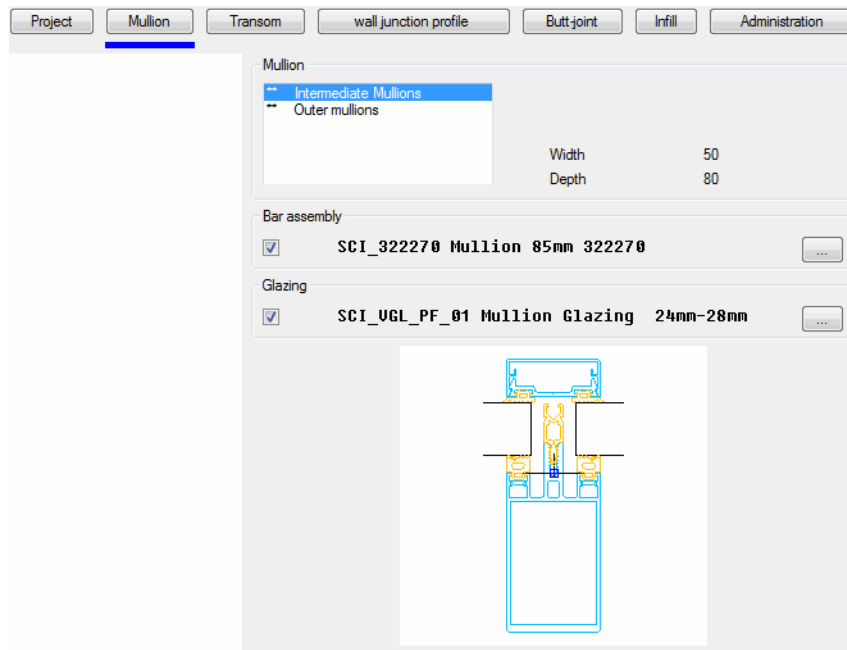 Project Mullion Transom wall junction profile Butt-joint Infill Administration
Mullion
** Intermediate Mullions
** Outer mullions
Width 50
Depth 80
Bar assembly
SCI_322270 Mullion 85mm 322270
...
Glazing
SCI_VGL_PF_01 Mullion Glazing 24mm-28mm
...